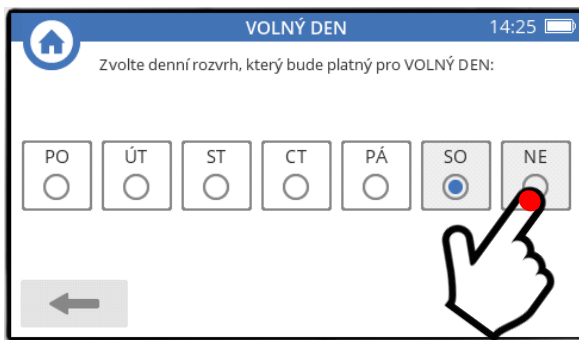 VOLNÝ DEN 14:25
Zvolte denní rozvrh, který bude platný pro VOLNÝ DEN:
PO ÚT ST CT PÁ SO NE